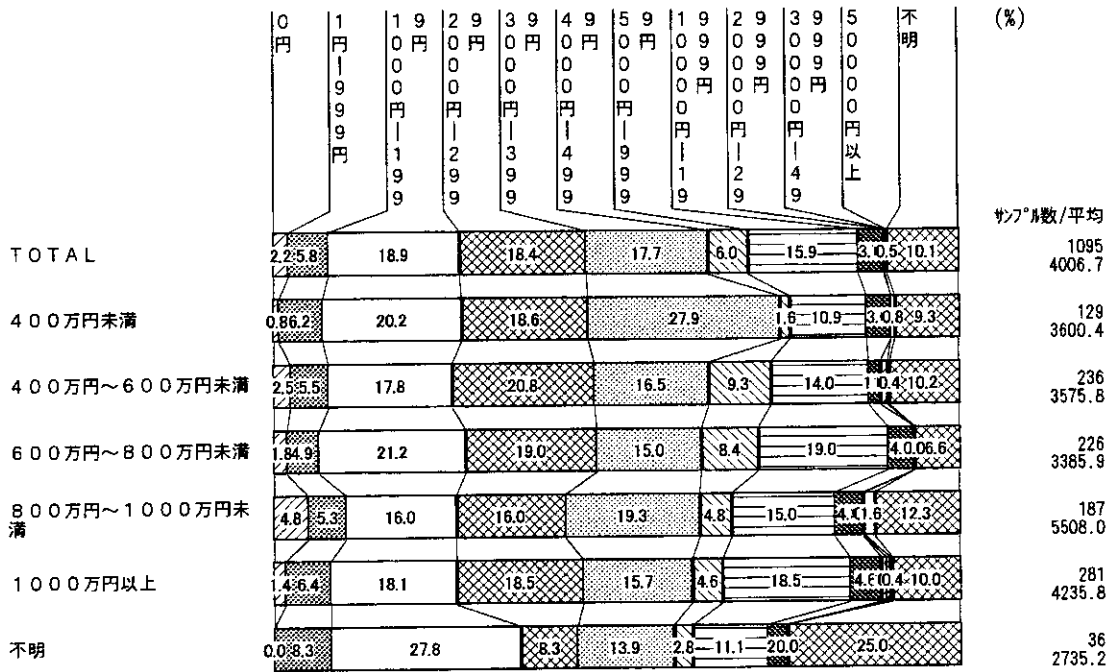 (%)
0円
1円—999円
1000円—1999円
2000円—2999円
3000円—3999円
4000円—4999円
5000円—9999円
10000円—19999円
20000円—29999円
30000円—49999円
50000円以上
不明
サンプル数/平均
TOTAL 2.2 5.8 18.9 18.4 17.7 6.0 15.9 0.5 10.1 1095
4006.7
400万円未満 0.8 6.2 20.2 18.6 27.9 1.6 10.9 0.8 9.3 129
3600.4
400万円～600万円未満 2.5 5.5 17.8 20.8 16.5 9.3 14.0 0.4 10.2 236
3575.8
600万円～800万円未満 1.8 4.9 21.2 19.0 15.0 8.4 19.0 0.0 6.6 226
3385.9
800万円～1000万円未満 4.8 5.3 16.0 16.0 19.3 4.8 15.0 1.6 12.3 187
5508.0
1000万円以上 1.4 6.4 18.1 18.5 15.7 4.6 18.5 4.6 0.4 10.0 281
4235.8
不明 0.0 8.3 27.8 8.3 13.9 2.8 11.1 25.0 36
2735.2